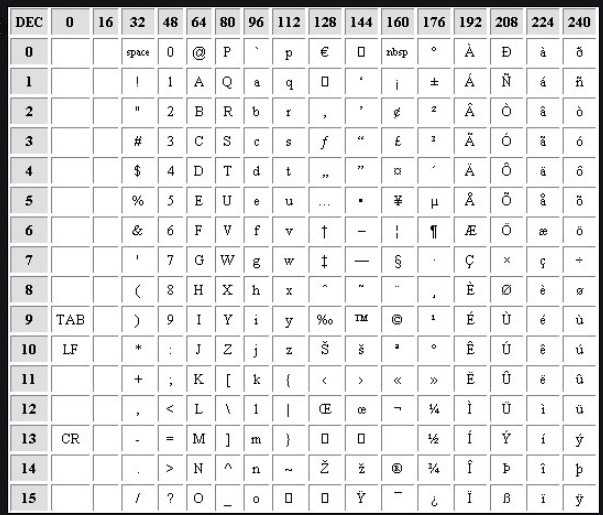 DEC 0 16 32 48 64 80 96 112 128 144 160 176 192 208 224 240
0 space 0 @ P ` p € □ nbsp ° À Ð à ð
1 ! 1 A Q a q □ ‘ ¡ ± Á Ñ á ñ
2 " 2 B R b r ‚ ’ ¢ ² Â Ò â ò
3 # 3 C S c s ƒ “ £ ³ Ã Ó ã ó
4 $ 4 D T d t „ ” ¤ ´ Ä Ô ä ô
5 % 5 E U e u … • ¥ µ Å Õ å õ
6 & 6 F V f v † – ¦ ¶ Æ Ö æ ö
7 ' 7 G W g w ‡ — § · Ç × ç ÷
8 ( 8 H X h x ˆ ˜ ¨ ¸ È Ø è ø
9 TAB ) 9 I Y i y ‰ ™ © ¹ É Ù é ù
10 LF * : J Z j z Š š ª º Ê Ú ê ú
11 + ; K [ k { ‹ › « » Ë Û ë û
12 , < L \ l | Œ œ ¬ ¼ Ì Ü ì ü
13 CR - = M ] m } □ □ ½ Í Ý í ý
14 . > N ^ n ~ Ž ž ® ¾ Î Þ î þ
15 / ? O _ o □ □ Ÿ ¯ ¿ Ï ß ï ÿ